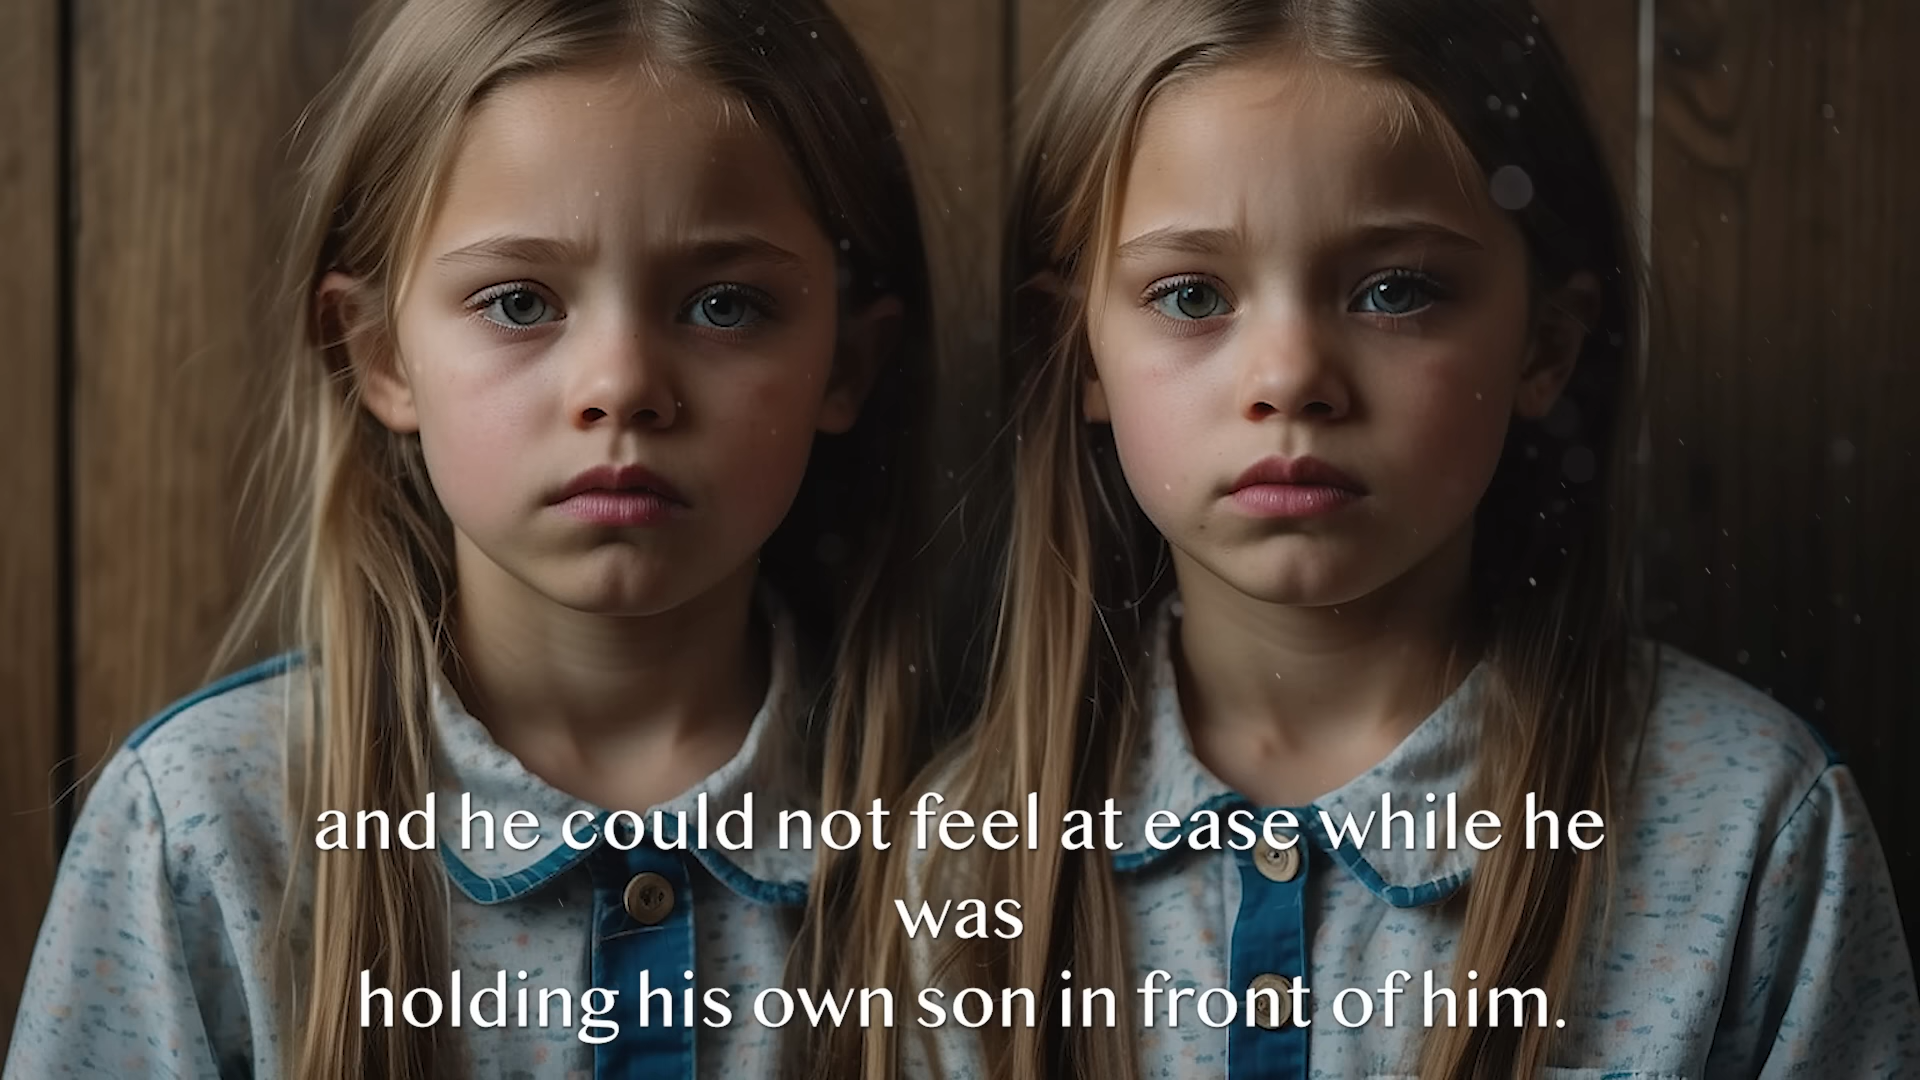 and he could not feel at ease while he
was
holding his own son in front of him.